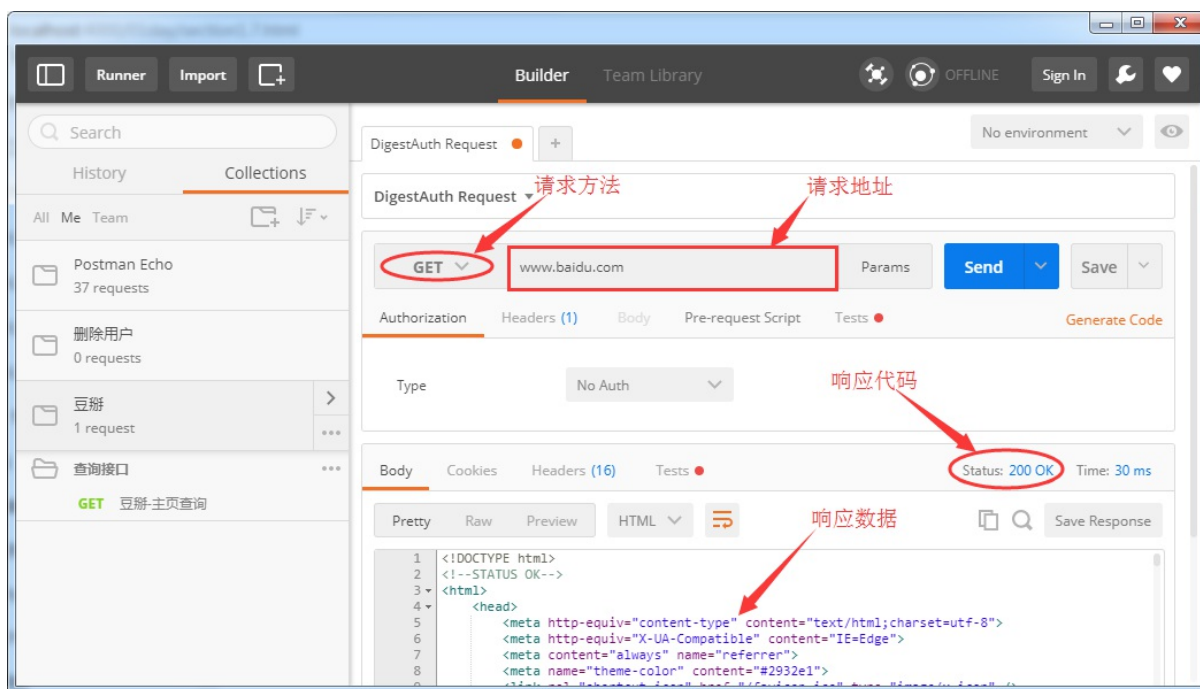 Runner Import Builder Team Library OFFLINE Sign In
Search
History Collections
All Me Team
Postman Echo
37 requests
删除用户
0 requests
豆掰
1 request
查询接口
GET 豆掰-主页查询
DigestAuth Request
No environment
DigestAuth Request
请求方法
请求地址
GET www.baidu.com Params Send Save
Authorization Headers (1) Body Pre-request Script Tests Generate Code
Type No Auth
响应代码
Body Cookies Headers (16) Tests Status: 200 OK Time: 30 ms
Pretty Raw Preview HTML Save Response
响应数据
1 <!DOCTYPE html>
2 <!--STATUS OK-->
3 <html>
4 <head>
5 <meta http-equiv="content-type" content="text/html;charset=utf-8">
6 <meta http-equiv="X-UA-Compatible" content="IE=Edge">
7 <meta content="always" name="referrer">
8 <meta name="theme-color" content="#2932e1">